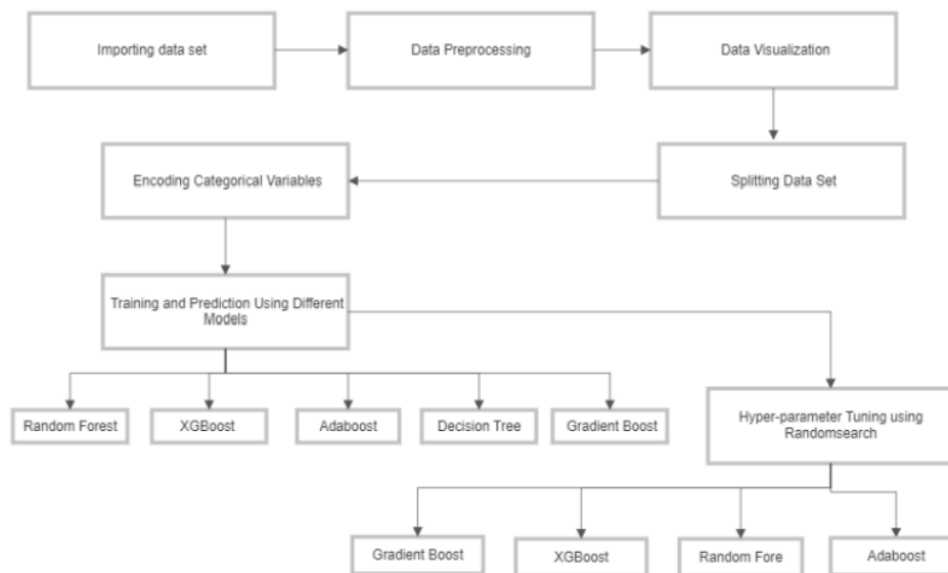 Importing data set
Data Preprocessing
Data Visualization
Encoding Categorical Variables
Splitting Data Set
Training and Prediction Using Different
Models
Random Forest
XGBoost
Adaboost
Decision Tree
Gradient Boost
Hyper-parameter Tuning using
Randomsearch
Gradient Boost
XGBoost
Random Fore
Adaboost